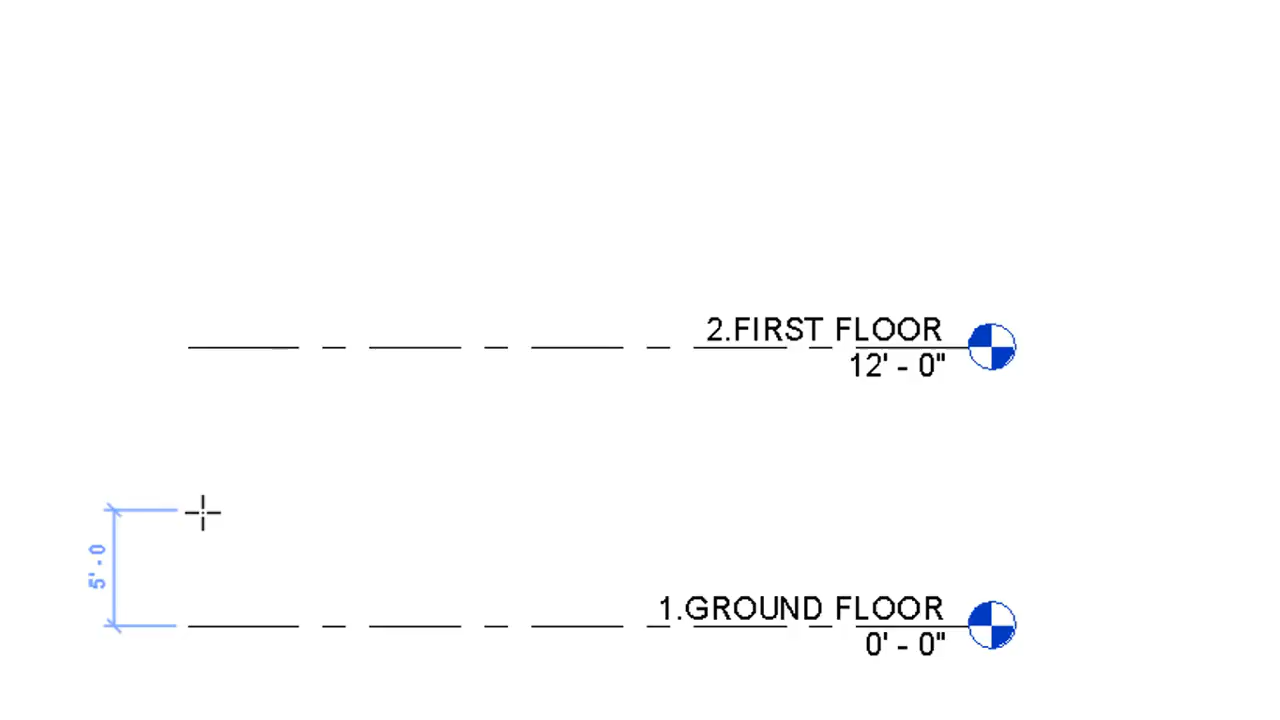 2.FIRST FLOOR
12' - 0"
5' - 0
1.GROUND FLOOR
0' - 0"